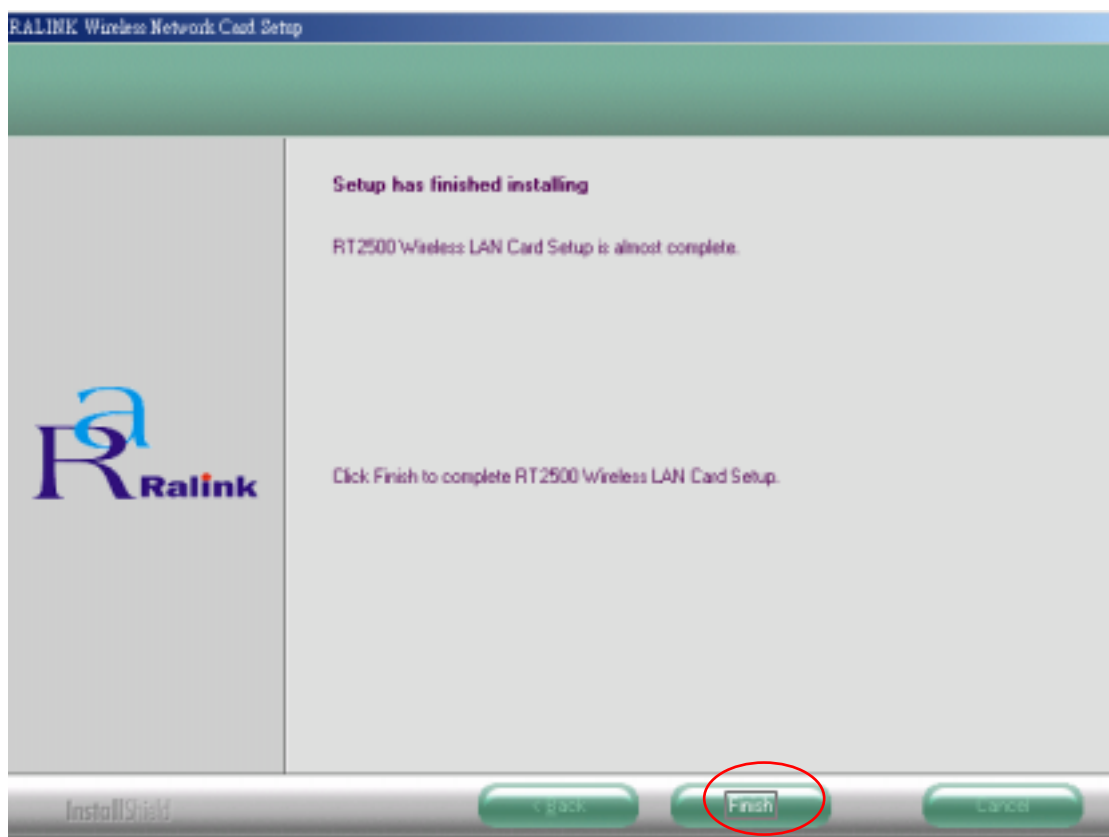 RALINK Wireless Network Card Setup
Setup has finished installing
RT2500 Wireless LAN Card Setup is almost complete.
Ra
Ralink
Click Finish to complete RT2500 Wireless LAN Card Setup.
InstallShield
< Back
Finish
Cancel